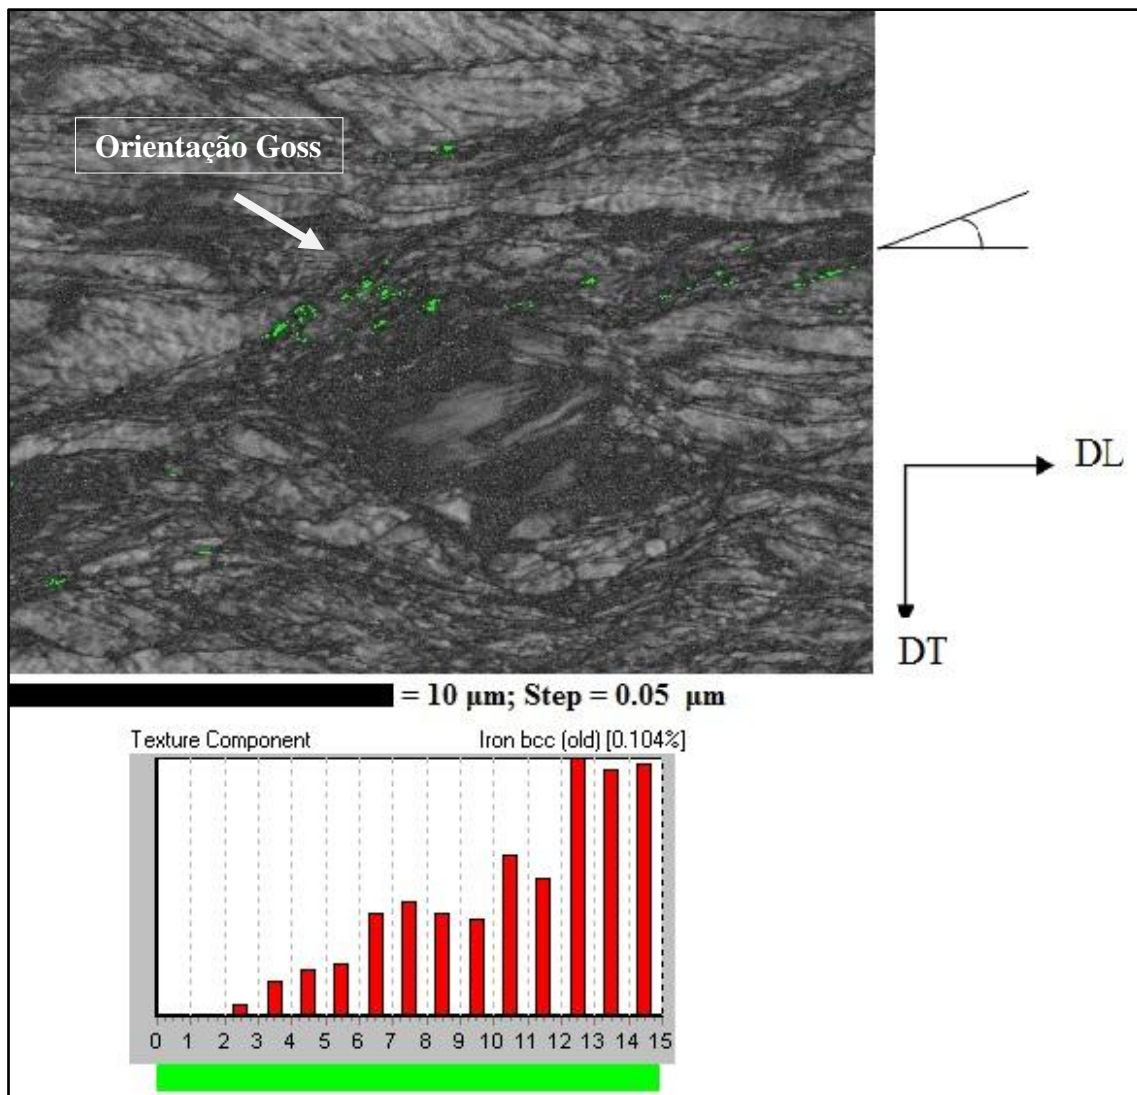 Orientação Goss
DL
DT
= 10 µm; Step = 0.05 µm
Texture Component Iron bcc (old) [0.104%]
0 1 2 3 4 5 6 7 8 9 10 11 12 13 14 15